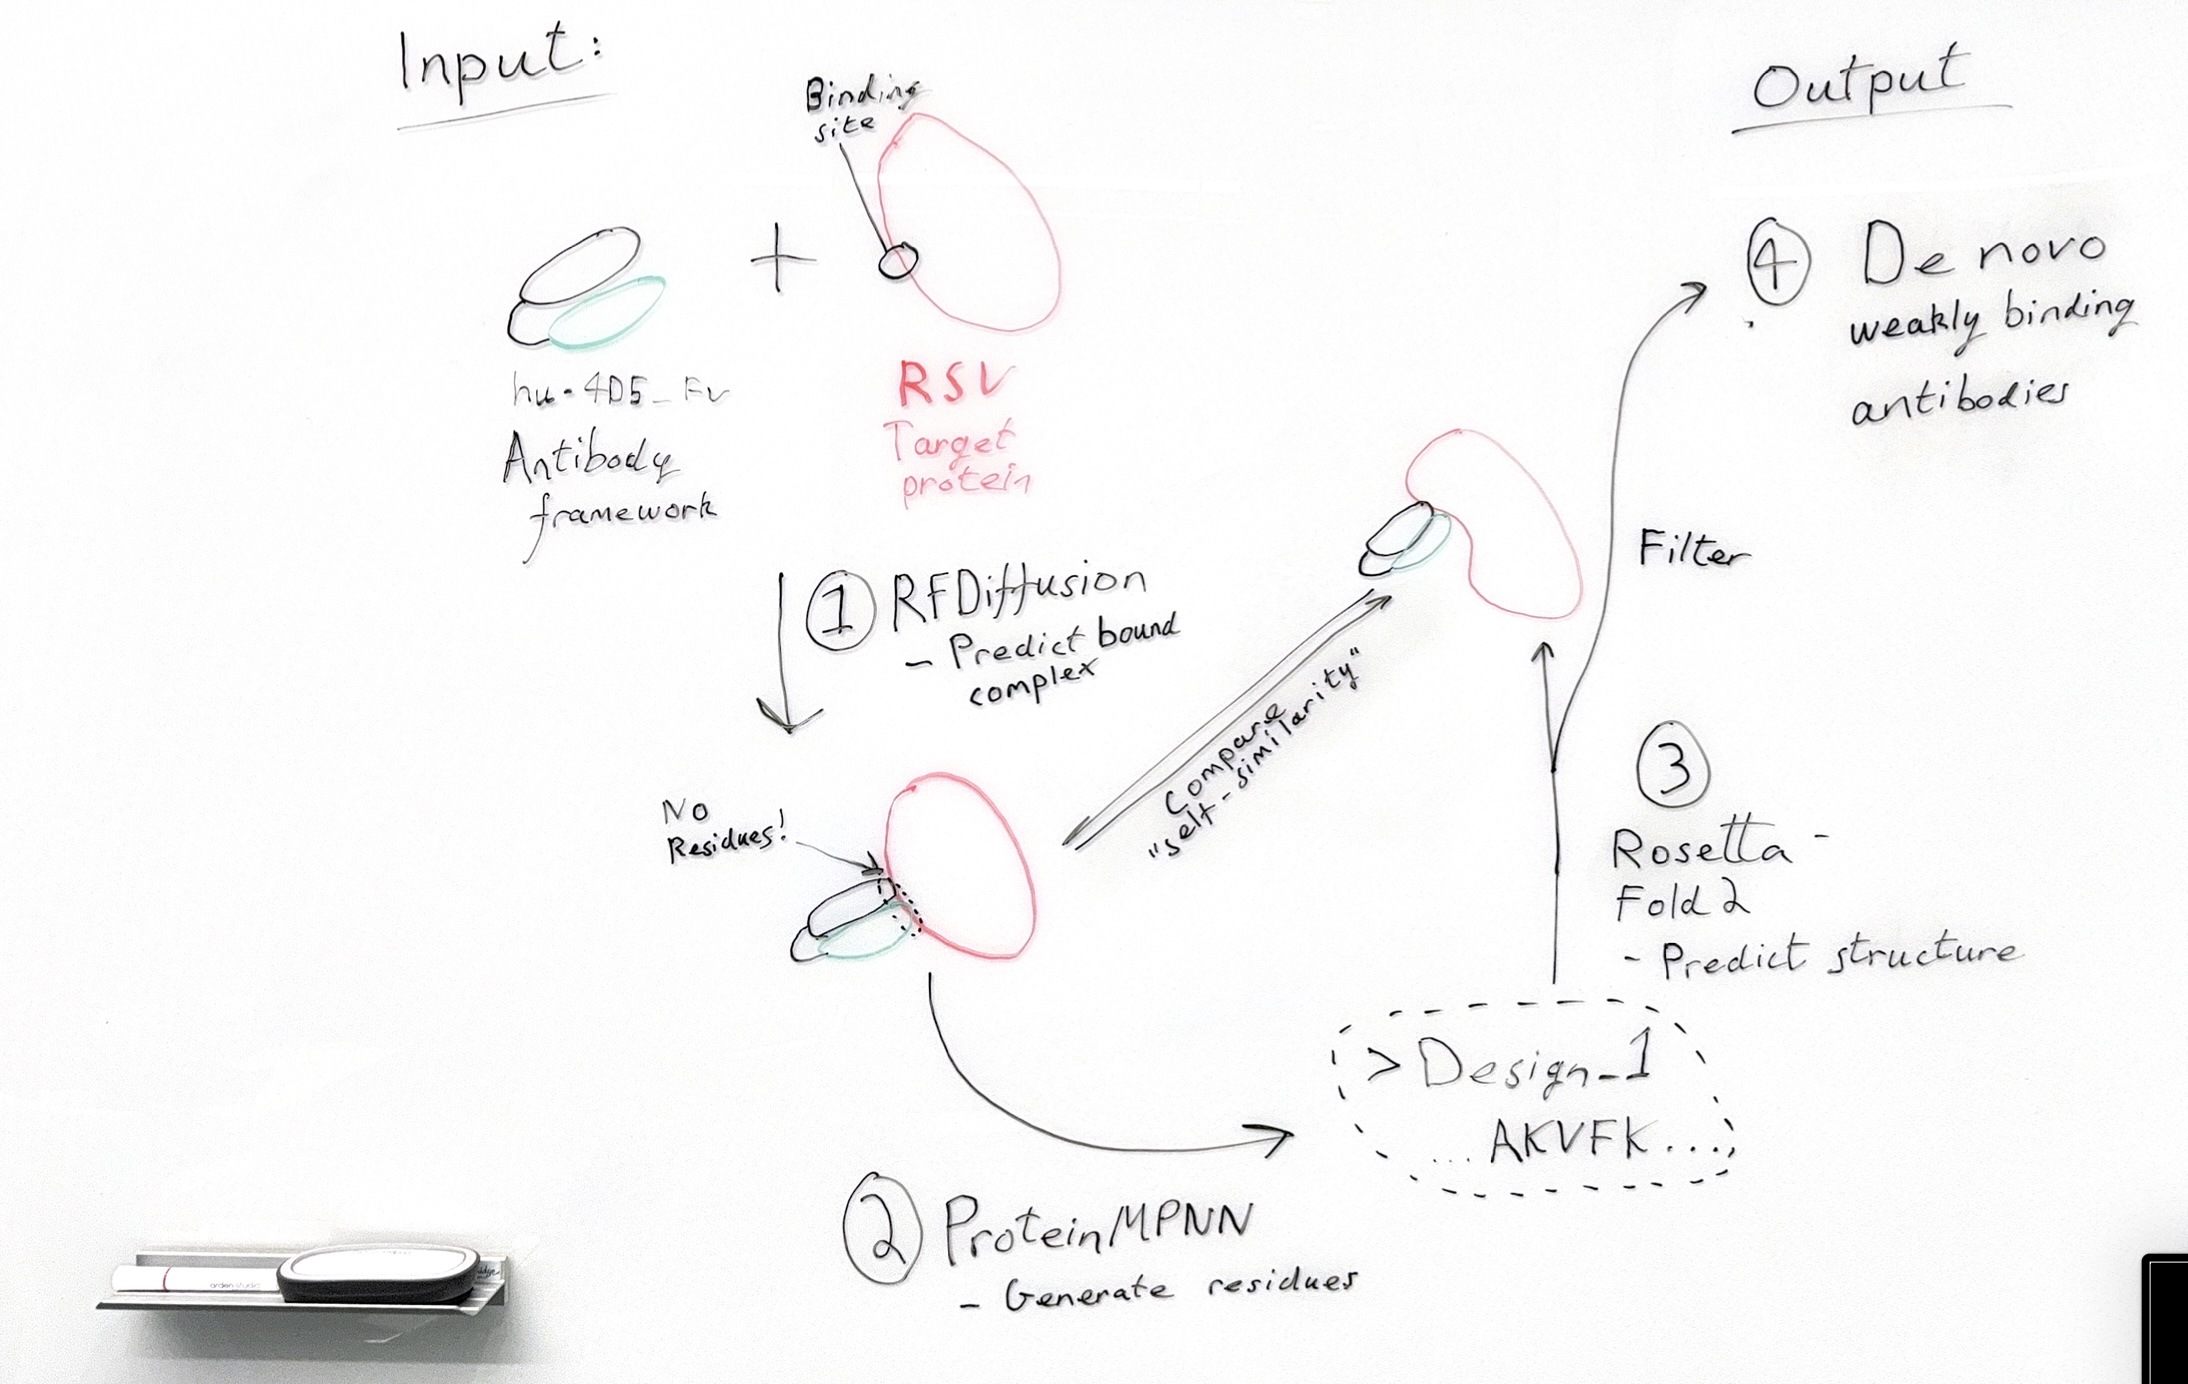 Input:
Output
Binding
site
hu-4D5_Fv
Antibody
framework
RSV
Target
protein
④ De novo
weakly binding
antibodies
① RFDiffusion
- Predict bound
complex
Filter
Compare
"self-similarity"
No
Residues!
③
Rosetta-
Fold2
- Predict structure
>Design_1
...AKVFK...
② ProteinMPNN
- Generate residues